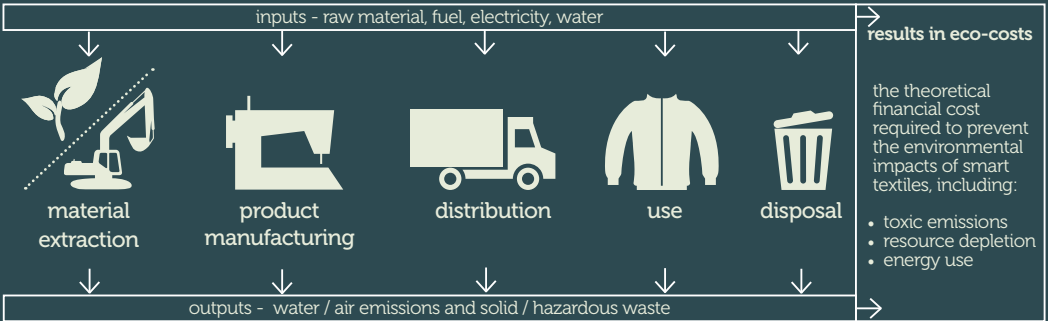 inputs - raw material, fuel, electricity, water
results in eco-costs
the theoretical
financial cost
required to prevent
the environmental
impacts of smart
textiles, including:
• toxic emissions
• resource depletion
• energy use
material
extraction
product
manufacturing
distribution
use
disposal
outputs - water / air emissions and solid / hazardous waste